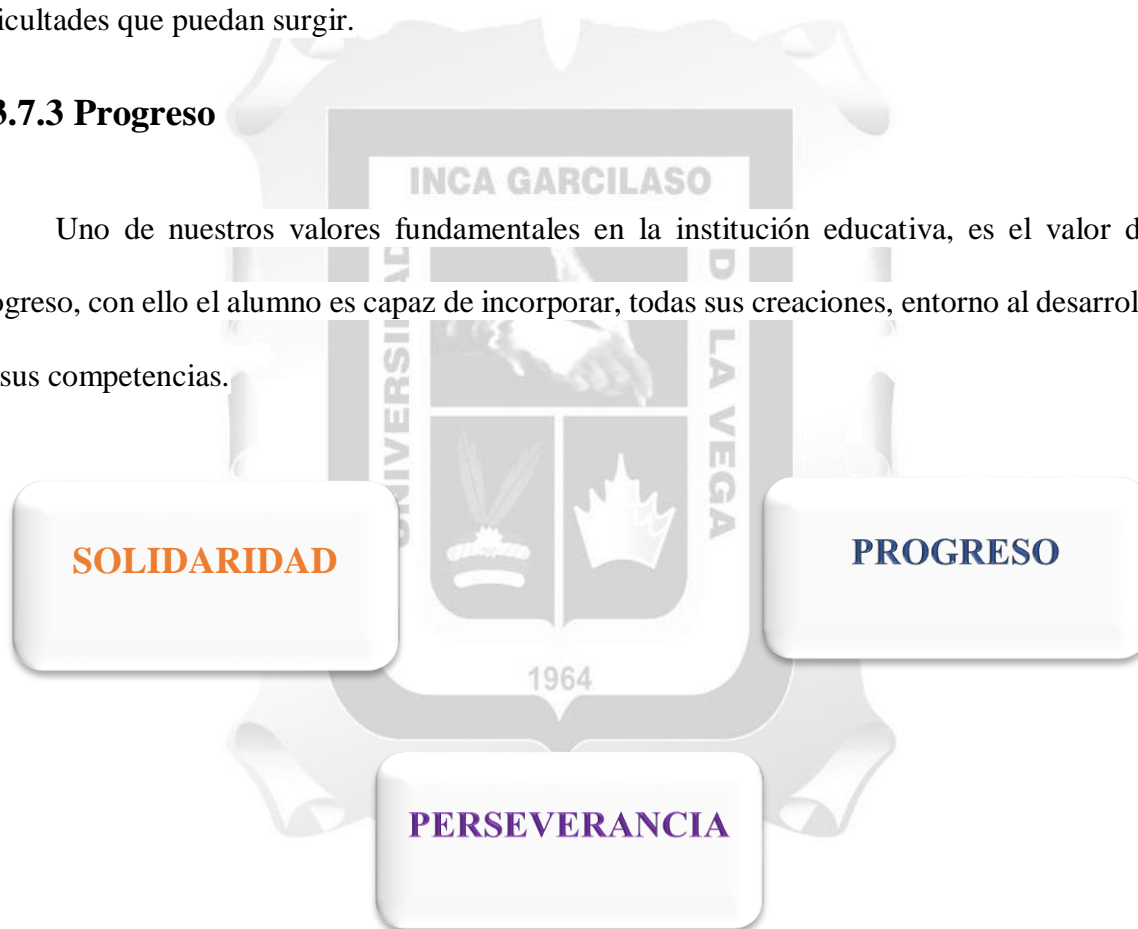 icultades que puedan surgir.
3.7.3 Progreso
INCA GARCILASO
Uno de nuestros valores fundamentales en la institución educativa, es el valor d
ogreso, con ello el alumno es capaz de incorporar, todas sus creaciones, entorno al desarrol
sus competencias.
LA VEGA
SOLIDARIDAD
PROGRESO
1964
PERSEVERANCIA